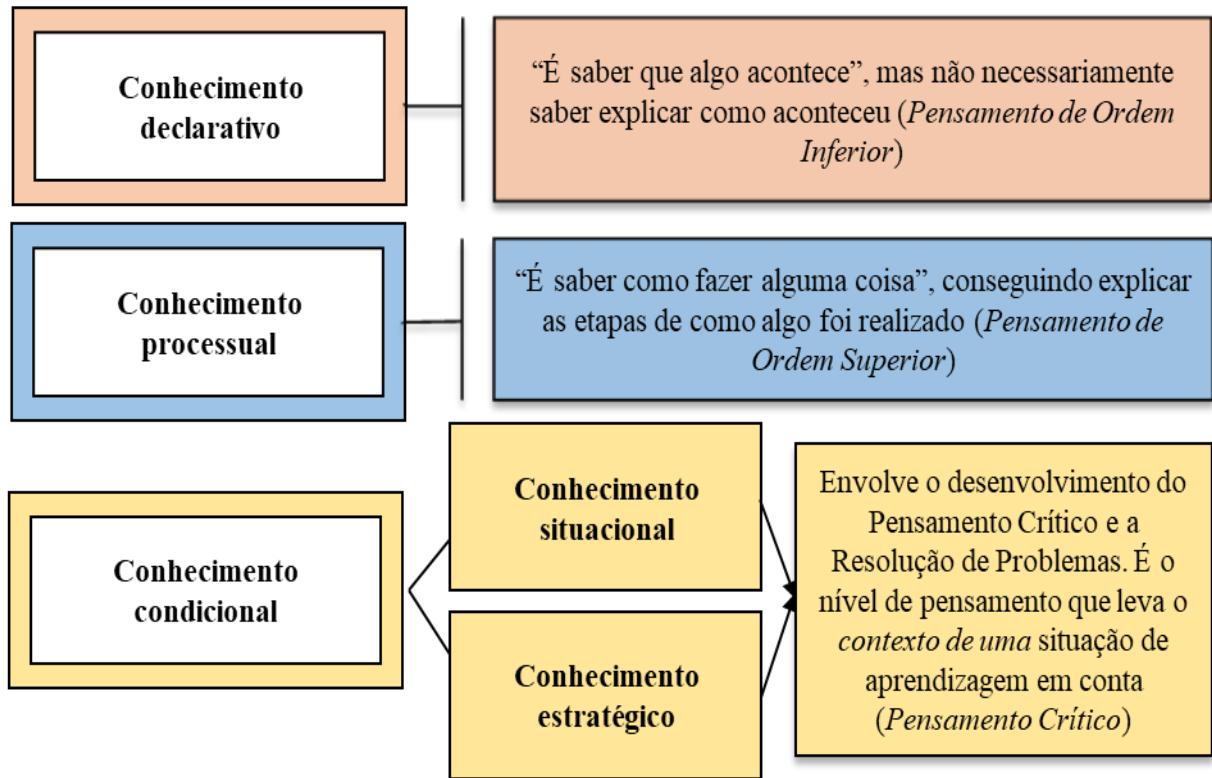 Conhecimento
declarativo
“É saber que algo acontece”, mas não necessariamente
saber explicar como aconteceu (Pensamento de Ordem
Inferior)
Conhecimento
processual
“É saber como fazer alguma coisa”, conseguindo explicar
as etapas de como algo foi realizado (Pensamento de
Ordem Superior)
Conhecimento
condicional
Conhecimento
situacional
Conhecimento
estratégico
Envolve o desenvolvimento do
Pensamento Crítico e a
Resolução de Problemas. É o
nível de pensamento que leva o
contexto de uma situação de
aprendizagem em conta
(Pensamento Crítico)